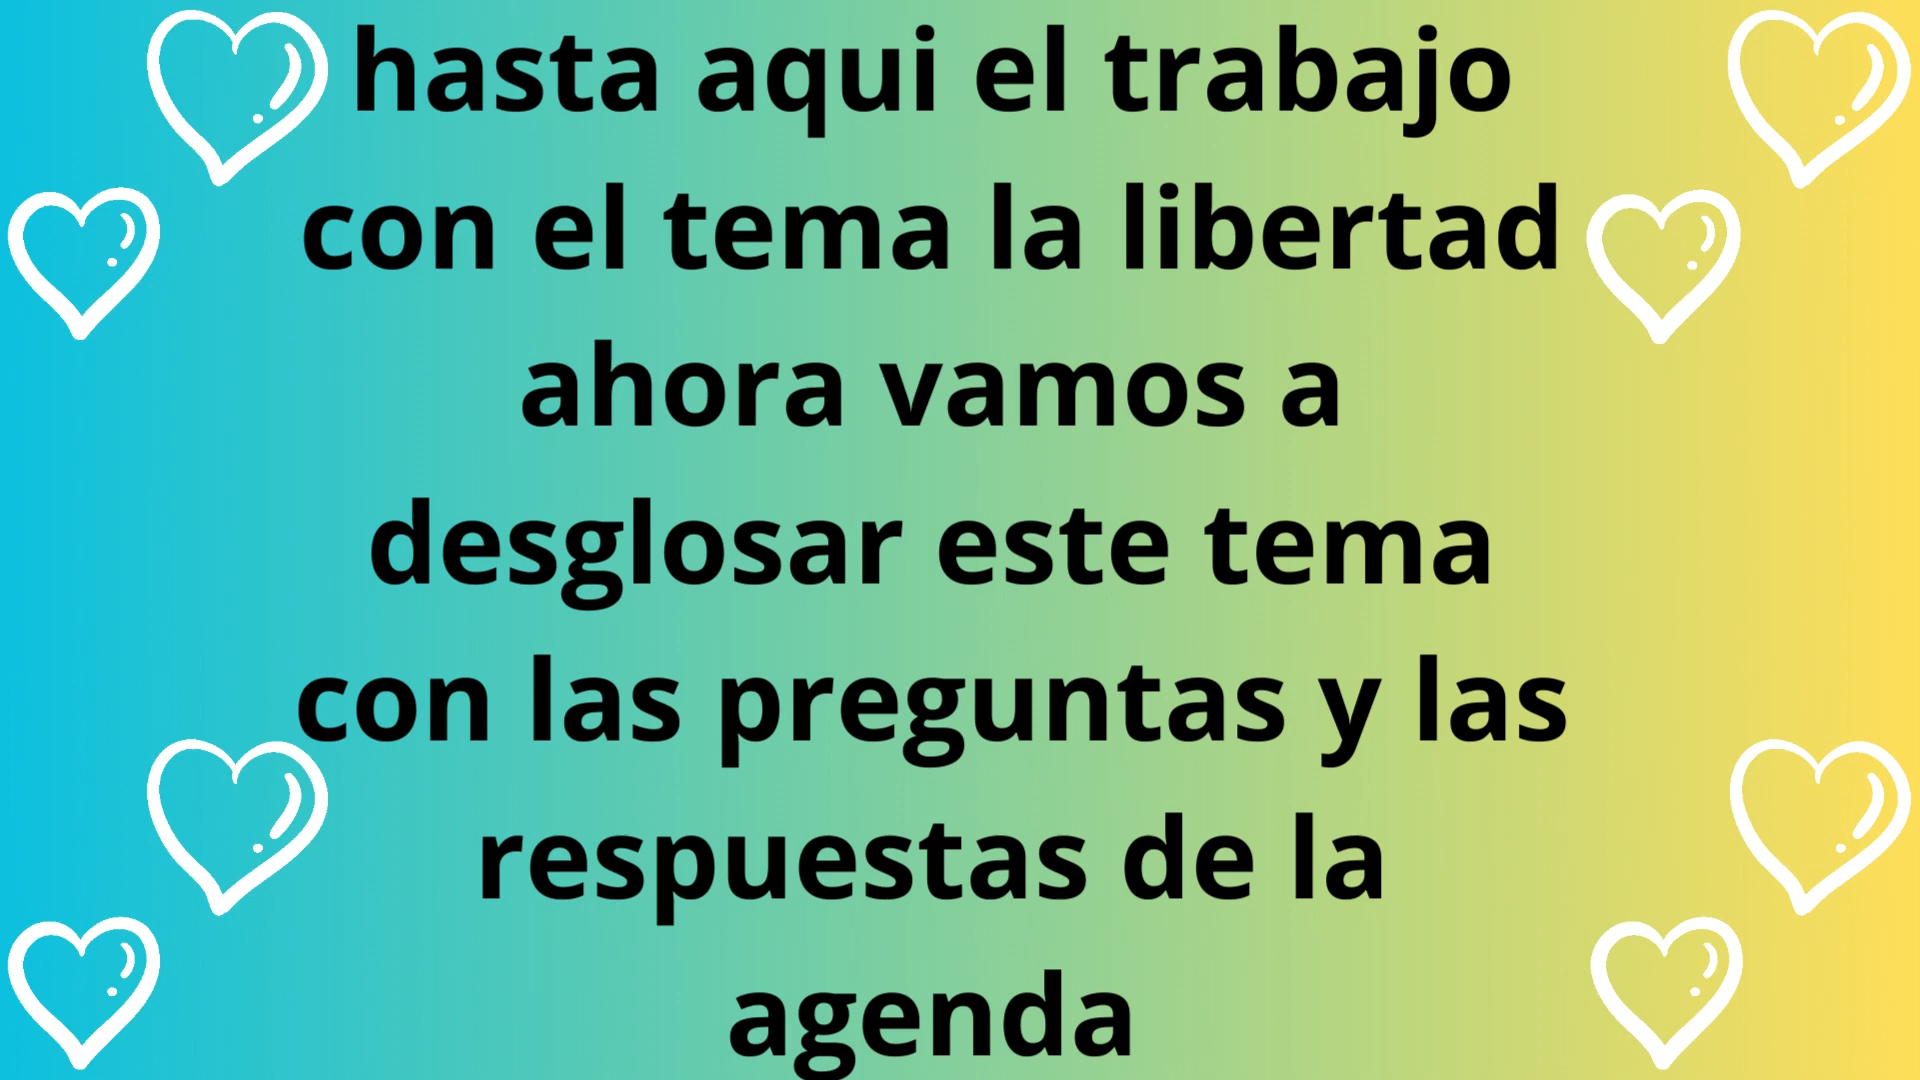 hasta aqui el trabajo
con el tema la libertad
ahora vamos a
desglosar este tema
con las preguntas y las
respuestas de la
agenda